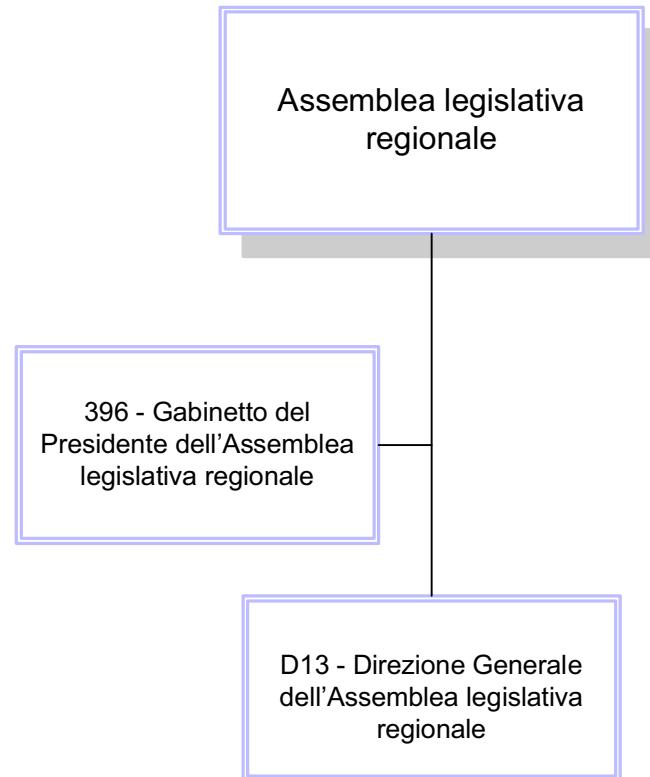 Assemblea legislativa
regionale
396 - Gabinetto del
Presidente dell’Assemblea
legislativa regionale
D13 - Direzione Generale
dell’Assemblea legislativa
regionale